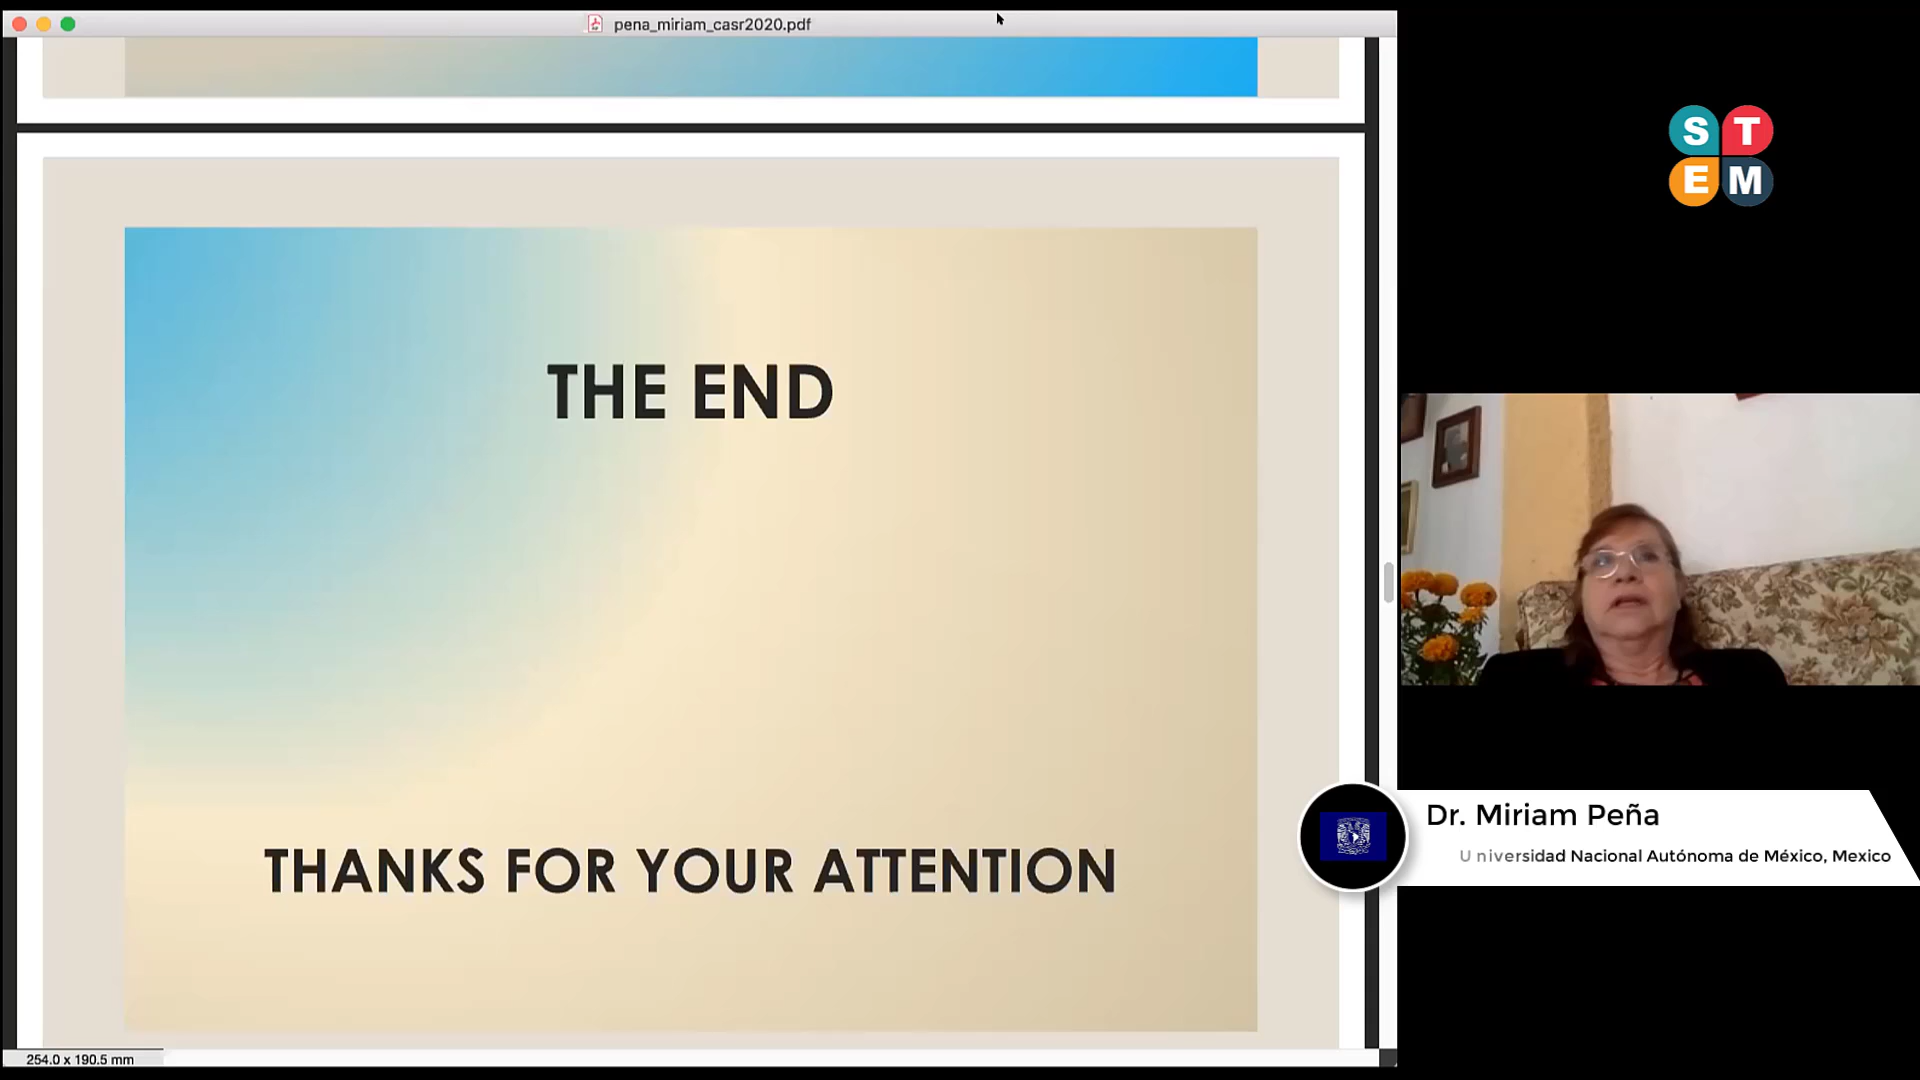 pena_miriam_casr2020.pdf
S T
E M
THE END
THANKS FOR YOUR ATTENTION
Dr. Miriam Peña
Universidad Nacional Autónoma de México, Mexico
254.0 x 190.5 mm